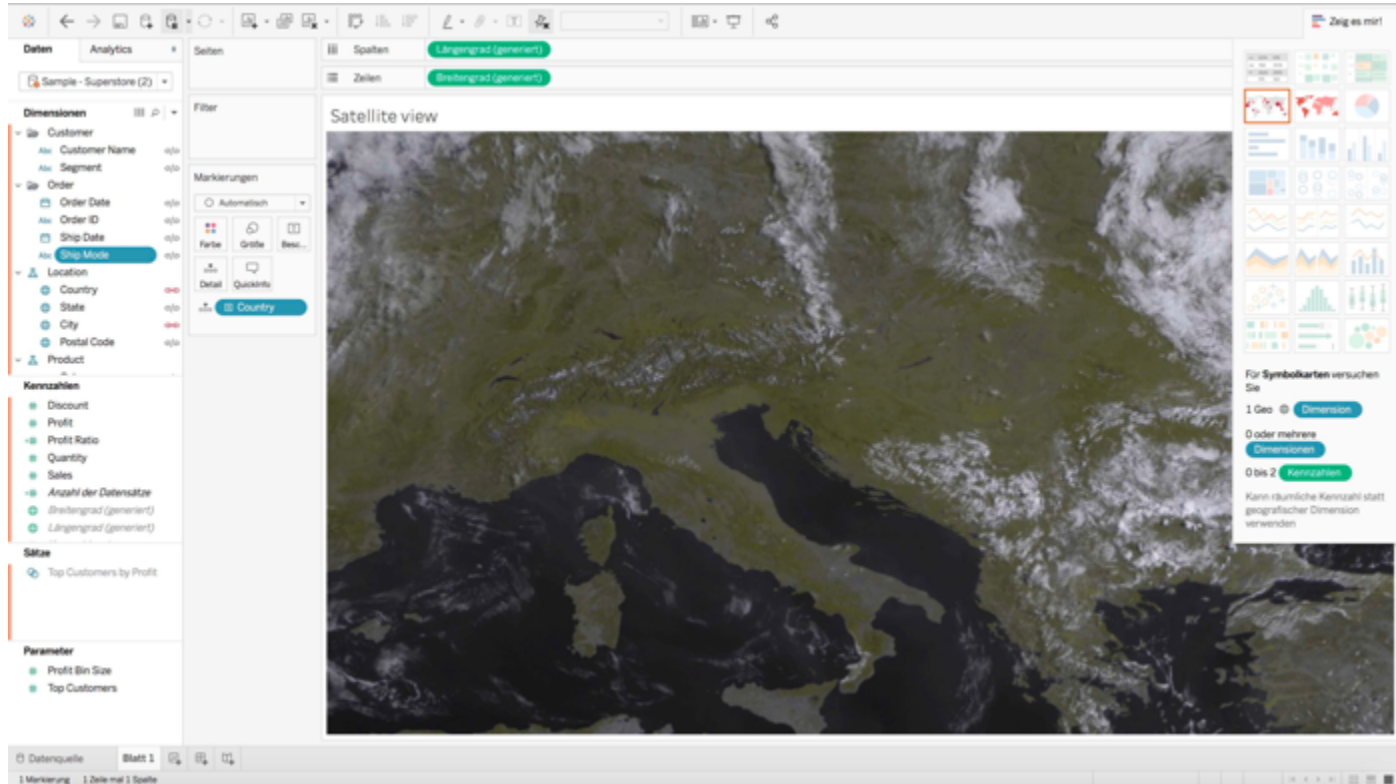 Zeig es mir!
Daten
Analytics
Sample - Superstore (2)
Dimensionen
Customer
Abc Customer Name
Abc Segment
Order
Order Date
Abc Order ID
Ship Date
Abc Ship Mode
Location
Country
State
City
Postal Code
Product
Kennzahlen
Discount
Profit
Profit Ratio
Quantity
Sales
Anzahl der Datensätze
Breitengrad (generiert)
Längengrad (generiert)
Sätze
Top Customers by Profit
Parameter
Profit Bin Size
Top Customers
Seiten
Filter
Markierungen
Automatisch
Farbe Größe Besc...
Detail QuickInfo
Country
Spalten Längengrad (generiert)
Zeilen Breitengrad (generiert)
Satellite view
Für Symbolkarten versuchen
Sie
1 Geo Dimension
0 oder mehrere
Dimensionen
0 bis 2 Kennzahlen
Kann räumliche Kennzahl statt
geografischer Dimension
verwenden
Datenquelle Blatt 1
1 Markierung 1 Zeile mal 1 Spalte